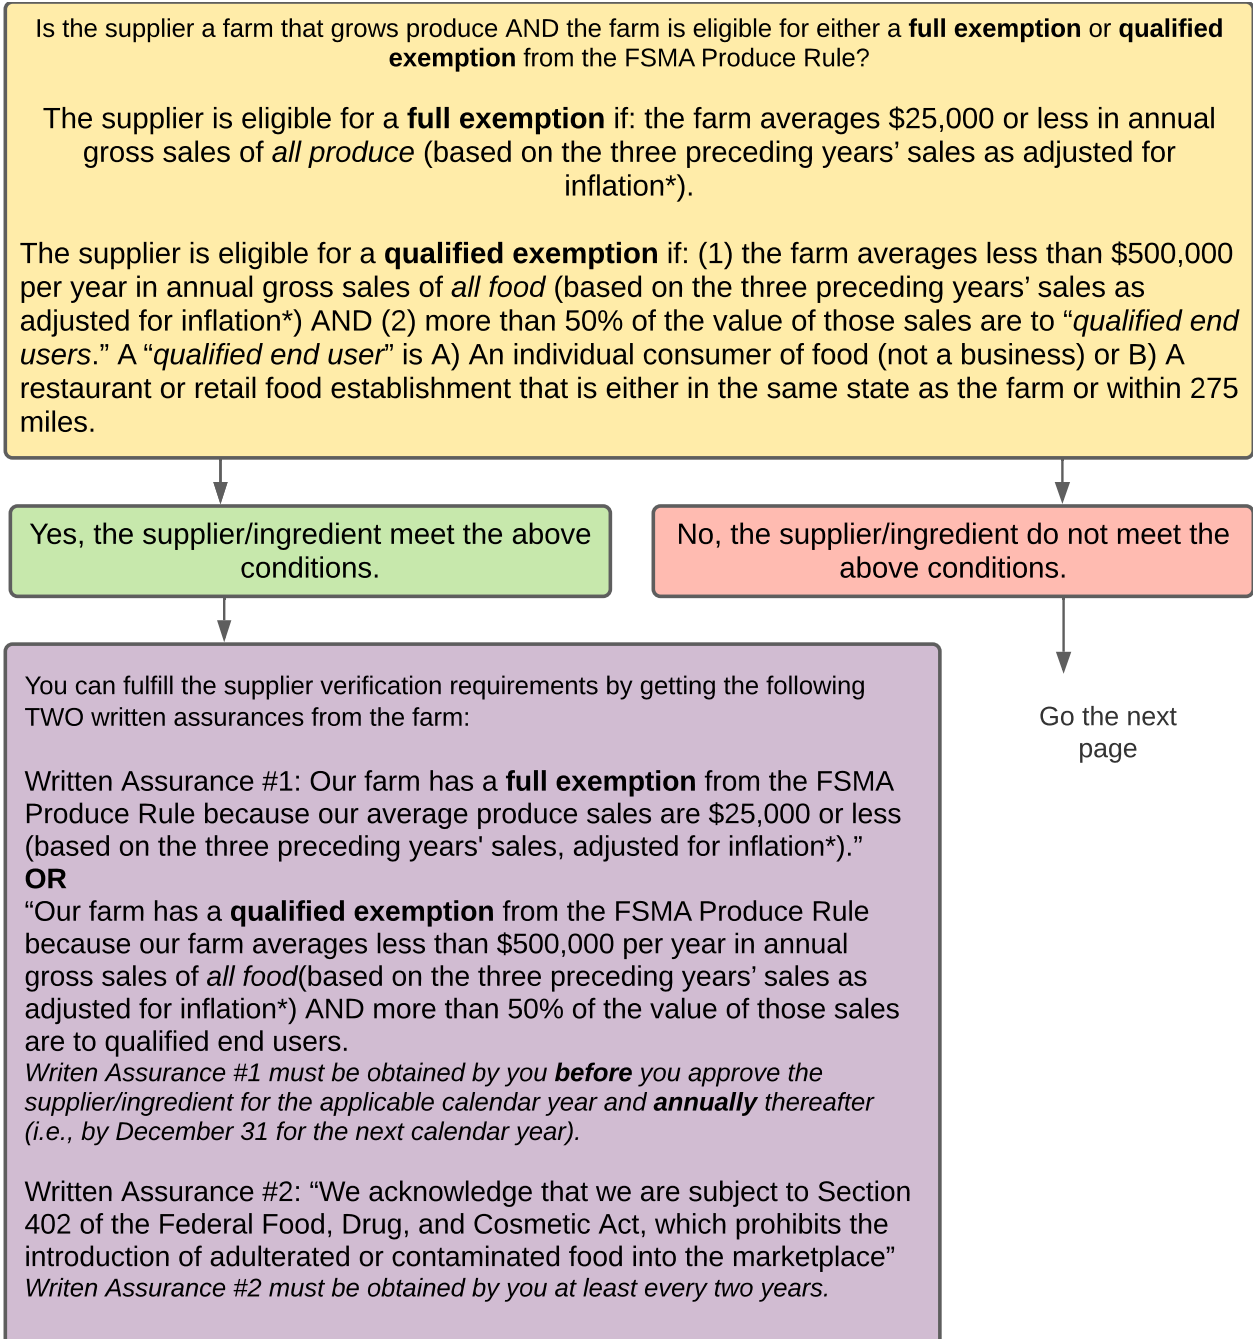 Is the supplier a farm that grows produce AND the farm is eligible for either a full exemption or qualified
exemption from the FSMA Produce Rule?
The supplier is eligible for a full exemption if: the farm averages $25,000 or less in annual
gross sales of all produce (based on the three preceding years’ sales as adjusted for
inflation*).
The supplier is eligible for a qualified exemption if: (1) the farm averages less than $500,000
per year in annual gross sales of all food (based on the three preceding years’ sales as
adjusted for inflation*) AND (2) more than 50% of the value of those sales are to “qualified end
users.” A “qualified end user” is A) An individual consumer of food (not a business) or B) A
restaurant or retail food establishment that is either in the same state as the farm or within 275
miles.
Yes, the supplier/ingredient meet the above
conditions.
No, the supplier/ingredient do not meet the
above conditions.
You can fulfill the supplier verification requirements by getting the following
TWO written assurances from the farm:
Written Assurance #1: Our farm has a full exemption from the FSMA
Produce Rule because our average produce sales are $25,000 or less
(based on the three preceding years' sales, adjusted for inflation*).”
OR
“Our farm has a qualified exemption from the FSMA Produce Rule
because our farm averages less than $500,000 per year in annual
gross sales of all food(based on the three preceding years’ sales as
adjusted for inflation*) AND more than 50% of the value of those sales
are to qualified end users.
Writen Assurance #1 must be obtained by you before you approve the
supplier/ingredient for the applicable calendar year and annually thereafter
(i.e., by December 31 for the next calendar year).
Written Assurance #2: “We acknowledge that we are subject to Section
402 of the Federal Food, Drug, and Cosmetic Act, which prohibits the
introduction of adulterated or contaminated food into the marketplace”
Writen Assurance #2 must be obtained by you at least every two years.
Go the next
page